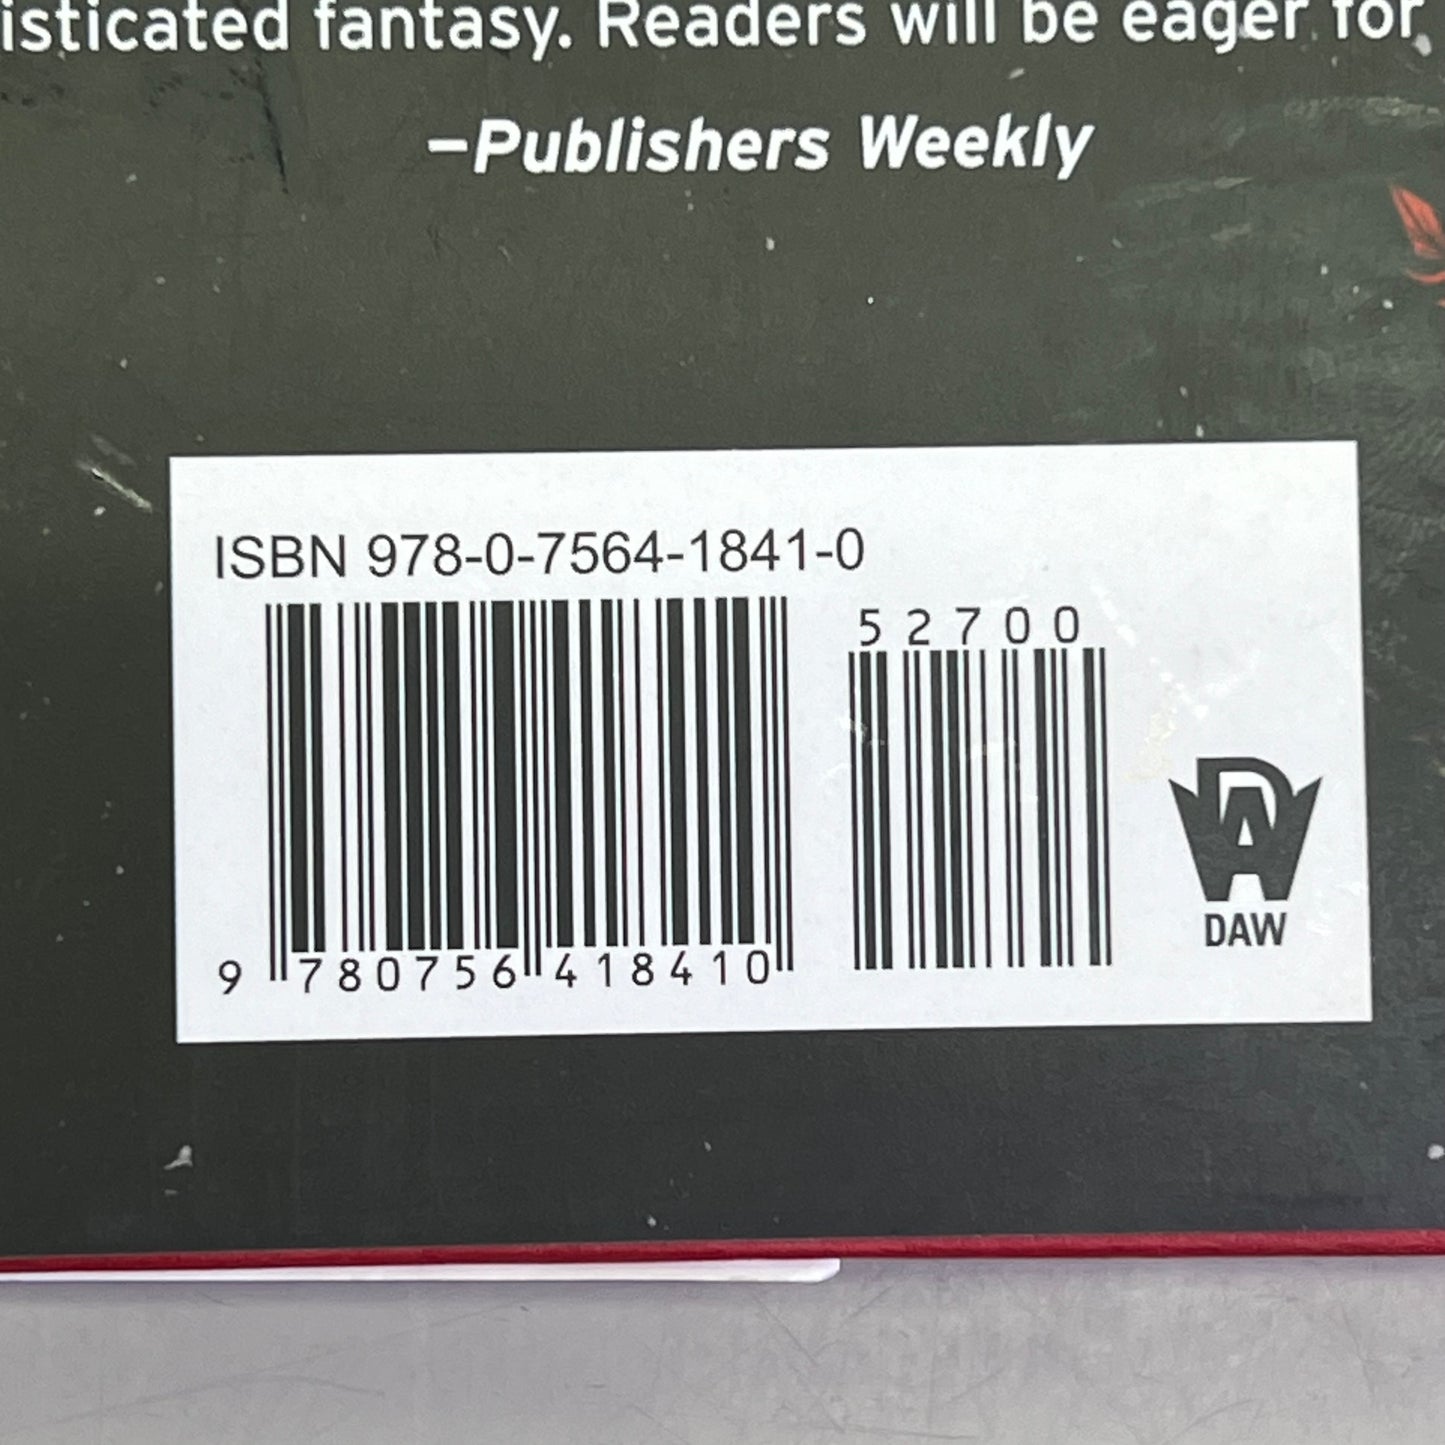 isticated fantasy. Readers will be eager for
–Publishers Weekly
ISBN 978-0-7564-1841-0
52700
9 780756 418410
DAW
DAW